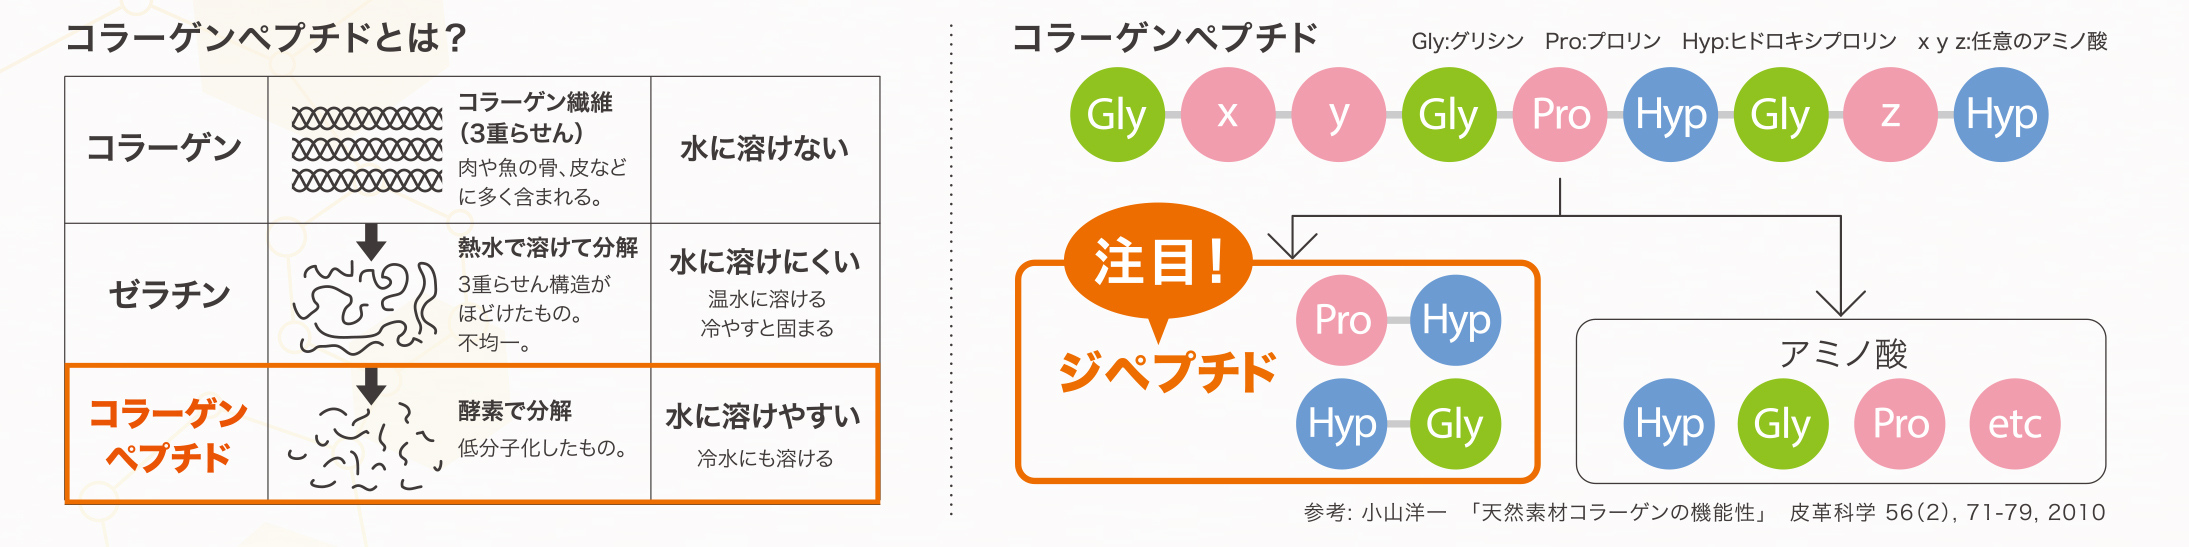 コラーゲンペプチドとは？
コラーゲン
コラーゲン繊維
（3重らせん）
肉や魚の骨、皮など
に多く含まれる。
水に溶けない
ゼラチン
熱水で溶けて分解
3重らせん構造が
ほどけたもの。
不均一。
水に溶けにくい
温水に溶ける
冷やすと固まる
コラーゲン
ペプチド
酵素で分解
低分子化したもの。
水に溶けやすい
冷水にも溶ける
コラーゲンペプチド
Gly:グリシン　Pro:プロリン　Hyp:ヒドロキシプロリン　x y z:任意のアミノ酸
Gly x y Gly Pro Hyp Gly z Hyp
注目！
ジペプチド
Pro Hyp
Hyp Gly
アミノ酸
Hyp Gly Pro etc
参考: 小山洋一　「天然素材コラーゲンの機能性」　皮革科学 56(2), 71-79, 2010